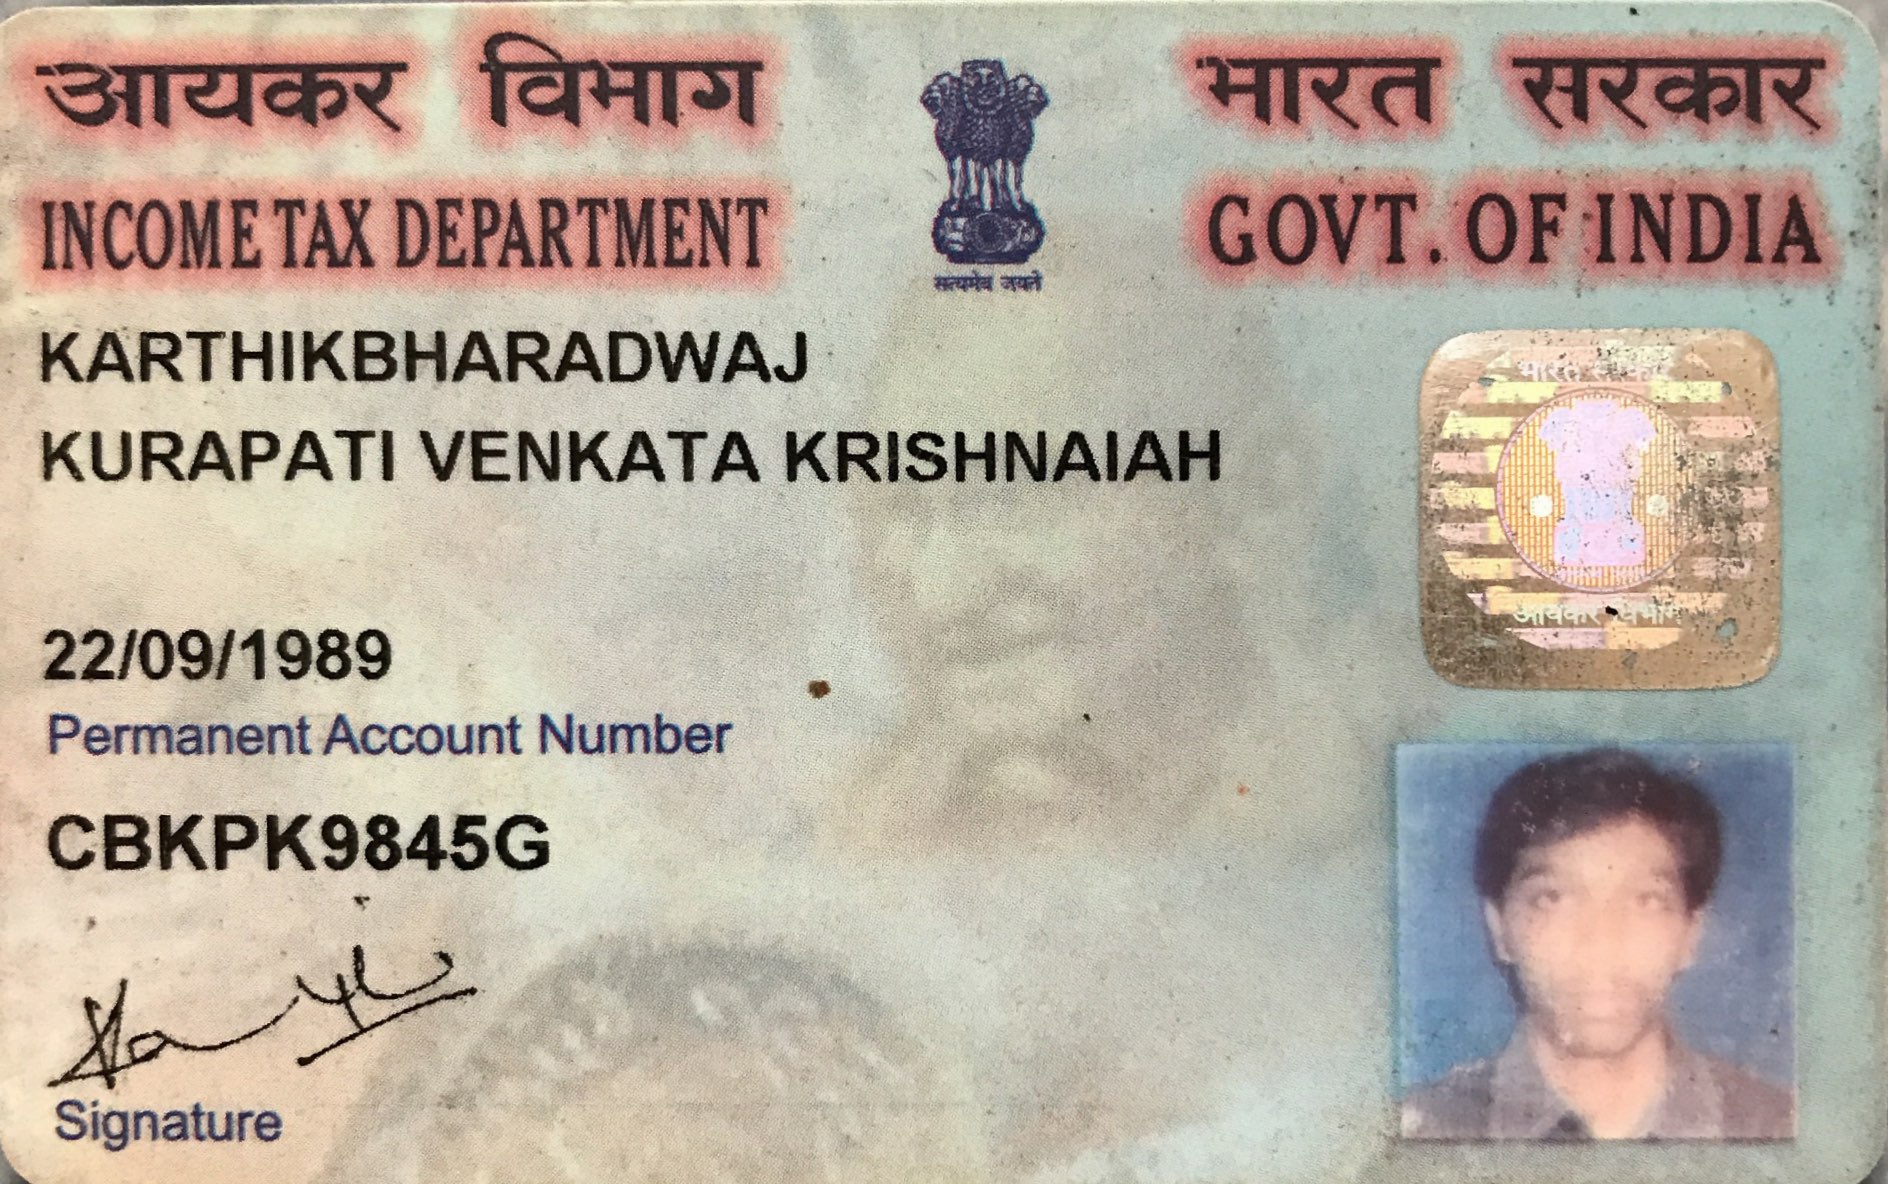 आयकर विभाग
भारत सरकार
INCOME TAX DEPARTMENT
GOVT. OF INDIA
सत्यमेव जयते
KARTHIKBHARADWAJ
KURAPATI VENKATA KRISHNAIAH
भारत सरकार
22/09/1989
आयकर विभाग
Permanent Account Number
CBKPK9845G
Signature